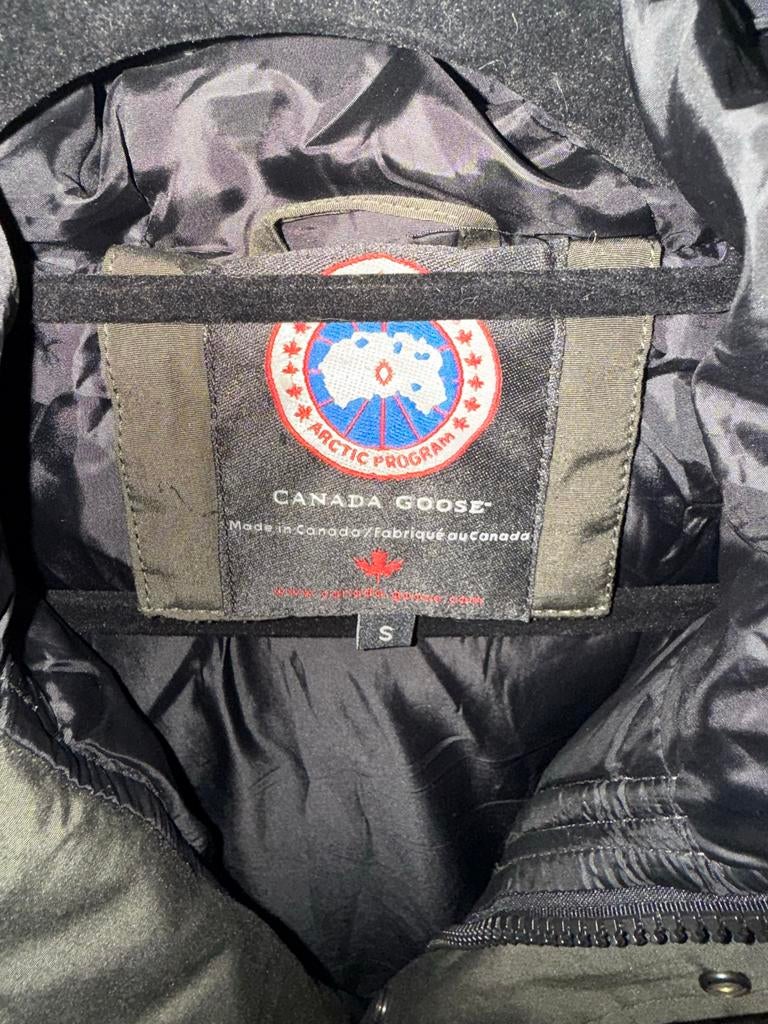 ARCTIC PROGRAM
CANADA GOOSE
Made in Canada/Fabriqué au Canada
www.canada-goose.com
S